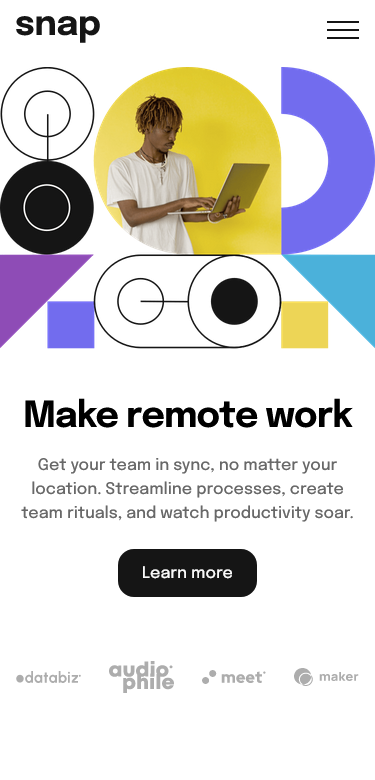 snap
Make remote work
Get your team in sync, no matter your
location. Streamline processes, create
team rituals, and watch productivity soar.
Learn more
databiz
audiophile
meet
maker